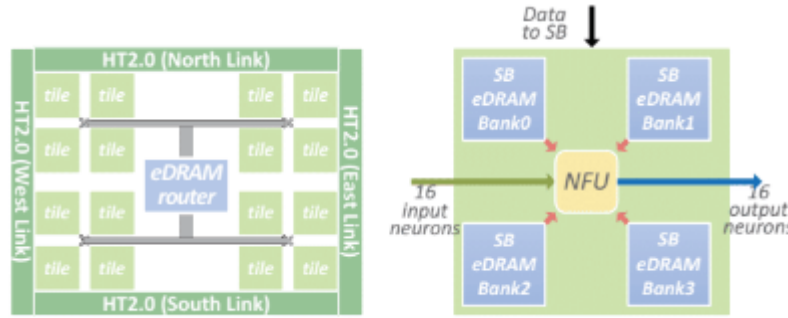 HT2.0 (North Link)
HT2.0 (West Link)
tile tile tile tile
tile tile tile tile
eDRAM
router
tile tile tile tile
tile tile tile tile
HT2.0 (East Link)
HT2.0 (South Link)
Data
to SB
SB
eDRAM
Bank0
SB
eDRAM
Bank1
NFU
16
input
neurons
16
output
neurons
SB
eDRAM
Bank2
SB
eDRAM
Bank3